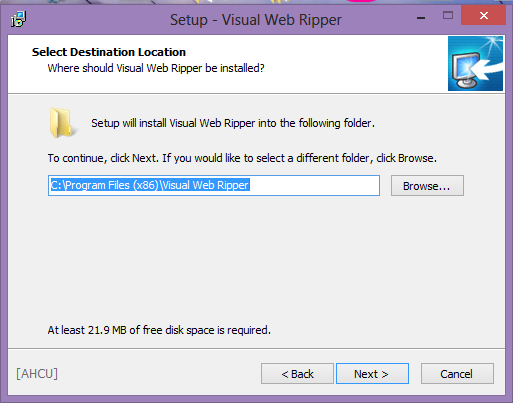 Setup - Visual Web Ripper
Select Destination Location
Where should Visual Web Ripper be installed?
Setup will install Visual Web Ripper into the following folder.
To continue, click Next. If you would like to select a different folder, click Browse.
C:\Program Files (x86)\Visual Web Ripper
Browse...
At least 21.9 MB of free disk space is required.
[AHCU]
< Back
Next >
Cancel